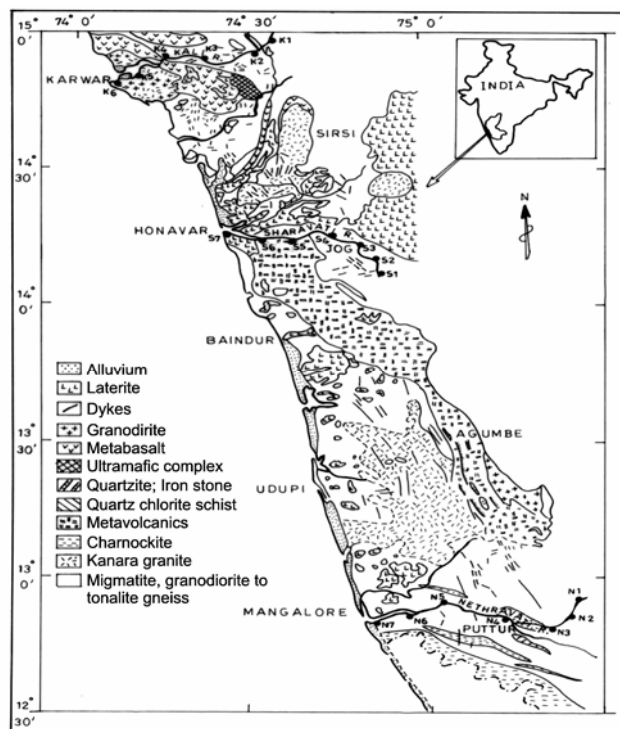 74° 0' 74° 30' 75° 0'
15° 0'
K4 KALI R. K3 K1
K2
KARWAR K5
K6
INDIA
SIRSI
14° 30'
N
HONAVAR S7 SHARAVATI R.
S6 S5 S4 S3
JOG S2
S1
14° 0'
BAINDUR
Alluvium
Laterite
Dykes
Granodirite
Metabasalt
Ultramafic complex
Quartzite; Iron stone
Quartz chlorite schist
Metavolcanics
Charnockite
Kanara granite
Migmatite, granodiorite to
tonalite gneiss
13° 30'
AGUMBE
UDUPI
13° 0'
N1
MANGALORE N5 NETHRAVATI R. N2
N7 N6 N4 N3
PUTTUR
12° 30'